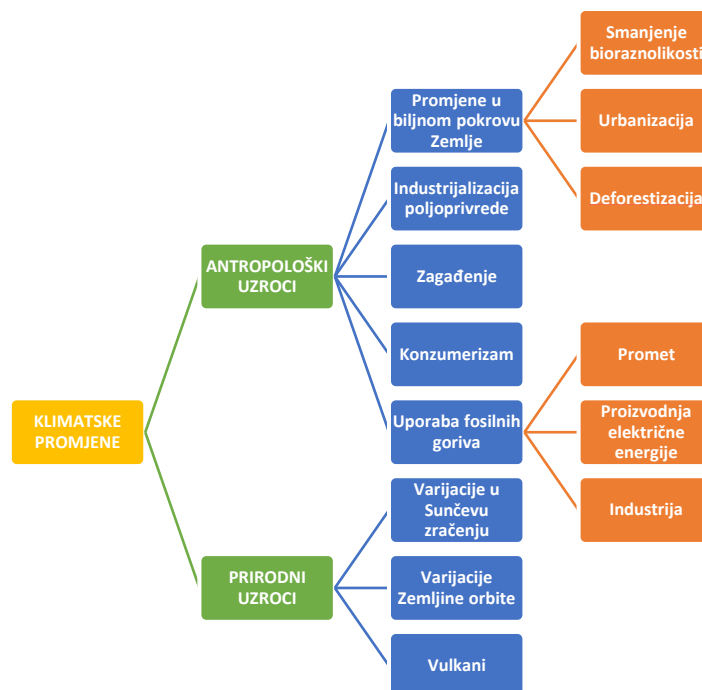 Smanjenje
bioraznolikosti
Promjene u
biljnom pokrovu
Zemlje
Urbanizacija
Industrijalizacija
poljoprivrede
Deforestizacija
ANTROPOLOŠKI
UZROCI
Zagađenje
Konzumerizam
Promet
KLIMATSKE
PROMJENE
Uporaba fosilnih
goriva
Proizvodnja
električne
energije
Varijacije u
Sunčevu
zračenju
Industrija
PRIRODNI
UZROCI
Varijacije
Zemljine orbite
Vulkani